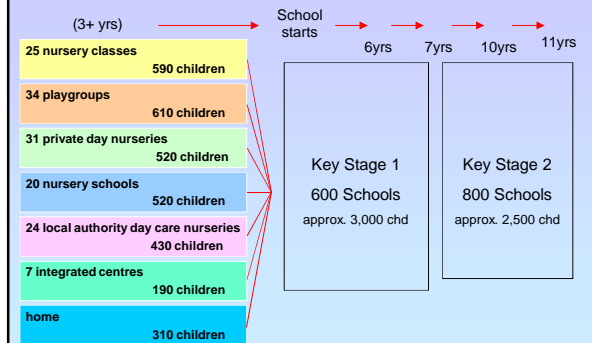 (3+ yrs)
School
starts
6yrs
7yrs
10yrs
11yrs
25 nursery classes
590 children
34 playgroups
610 children
31 private day nurseries
520 children
20 nursery schools
520 children
24 local authority day care nurseries
430 children
7 integrated centres
190 children
home
310 children
Key Stage 1
600 Schools
approx. 3,000 chd
Key Stage 2
800 Schools
approx. 2,500 chd